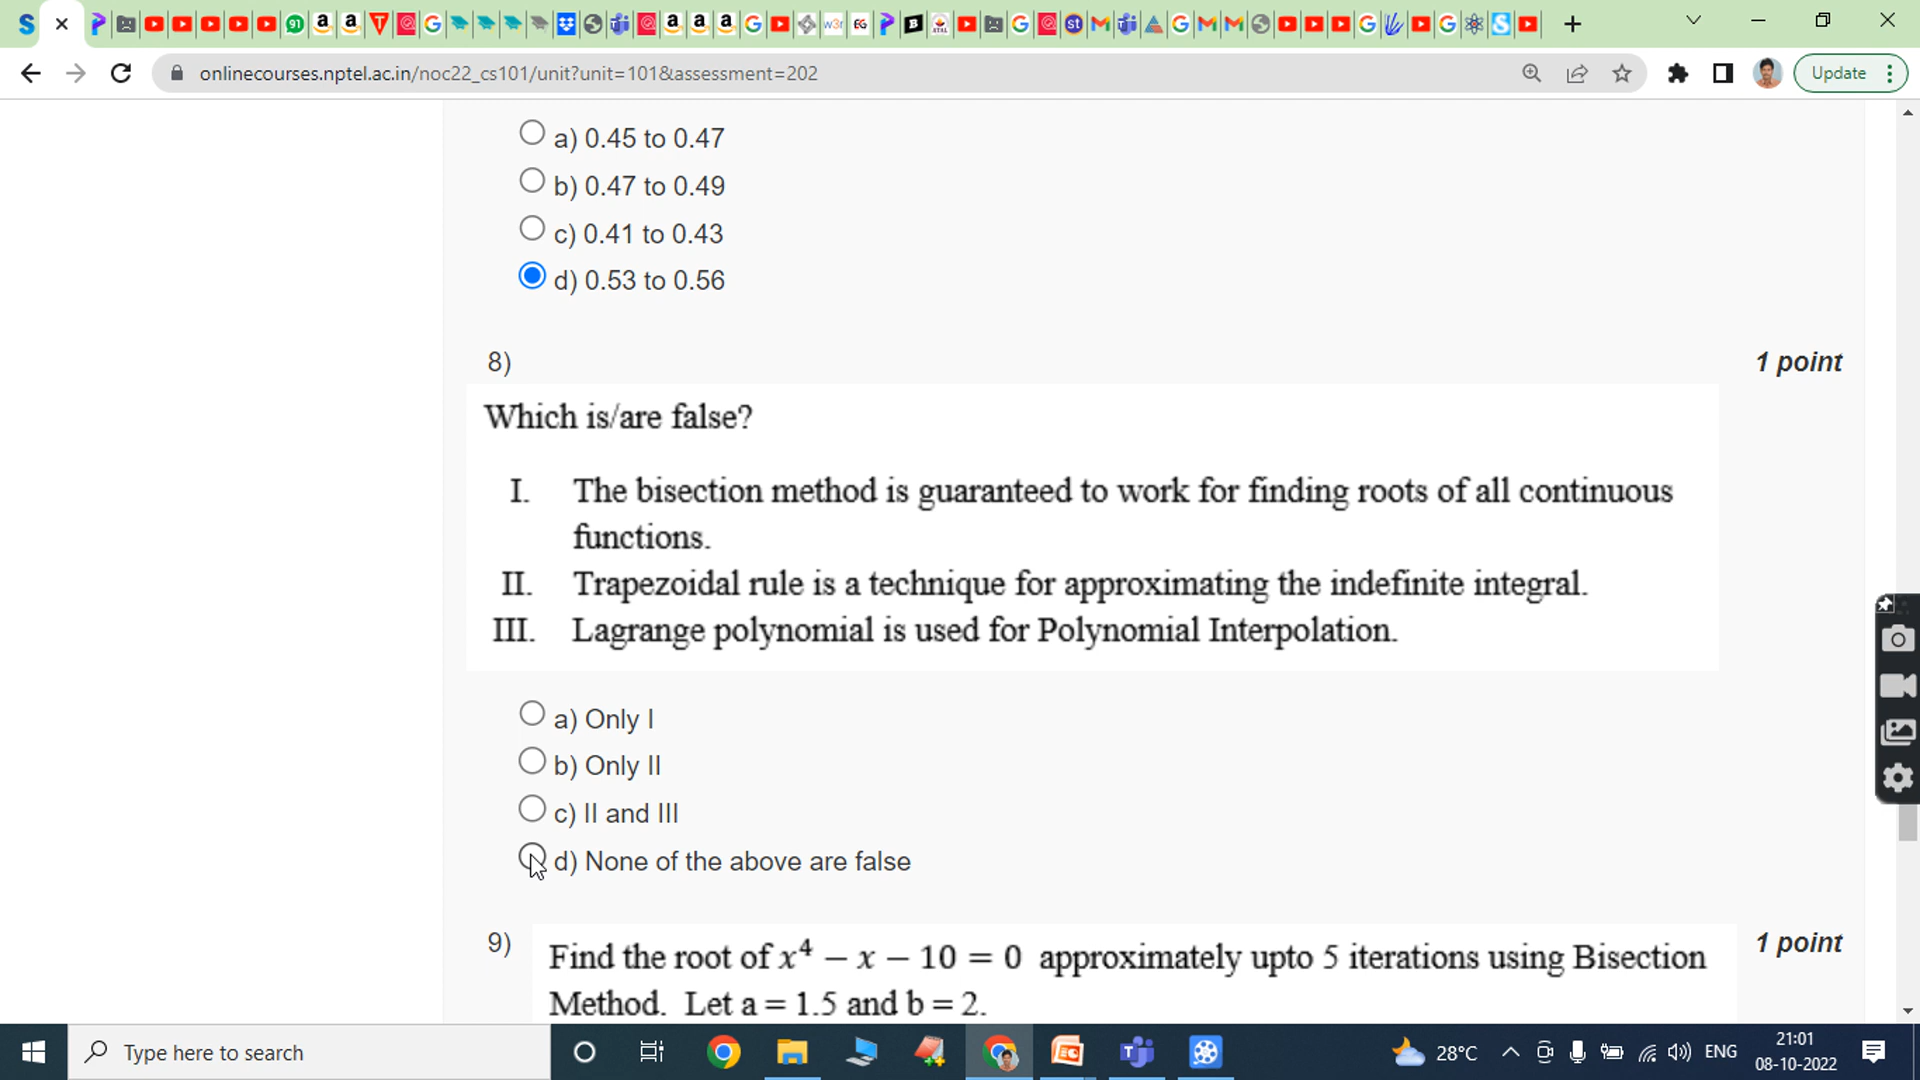 onlinecourses.nptel.ac.in/noc22_cs101/unit?unit=101&assessment=202
Update
a) 0.45 to 0.47
b) 0.47 to 0.49
c) 0.41 to 0.43
d) 0.53 to 0.56
8)
1 point
Which is/are false?
I. The bisection method is guaranteed to work for finding roots of all continuous
functions.
II. Trapezoidal rule is a technique for approximating the indefinite integral.
III. Lagrange polynomial is used for Polynomial Interpolation.
a) Only I
b) Only II
c) II and III
d) None of the above are false
9)
1 point
Find the root of x⁴ − x − 10 = 0 approximately upto 5 iterations using Bisection
Method. Let a = 1.5 and b = 2.
Type here to search
28°C
ENG
21:01
08-10-2022